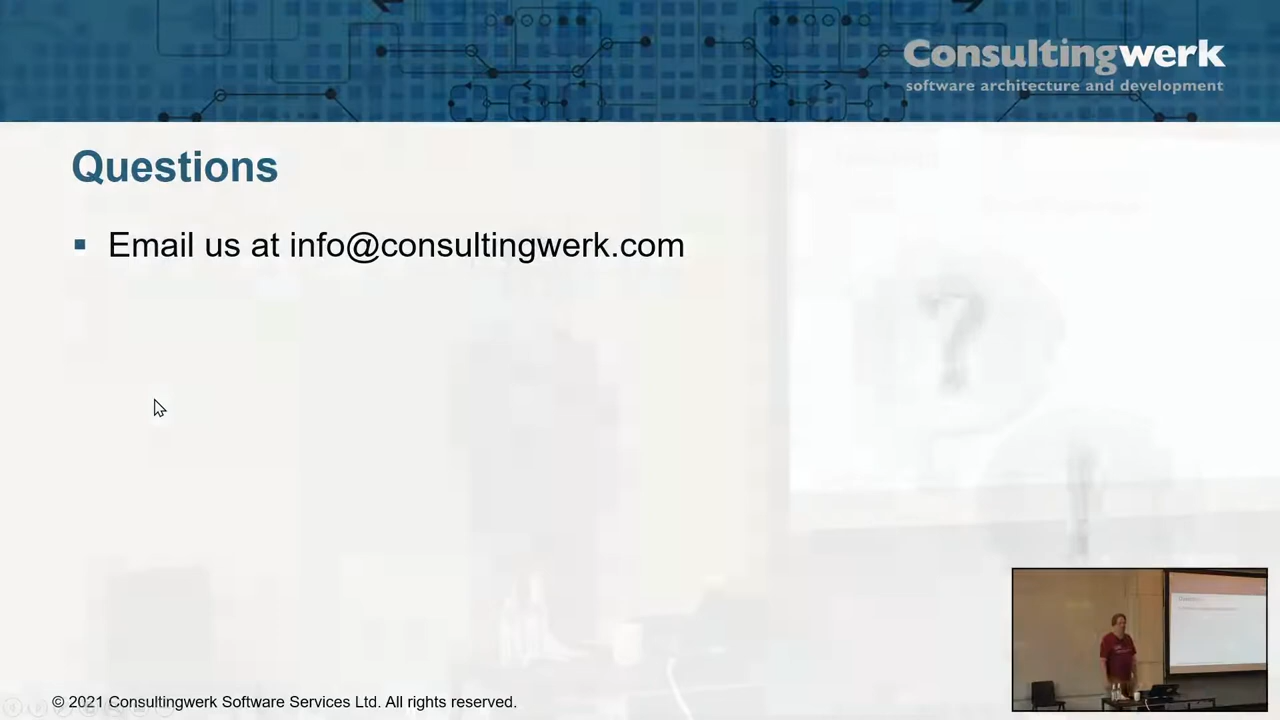 Consultingwerk
software architecture and development
Questions
Email us at info@consultingwerk.com
© 2021 Consultingwerk Software Services Ltd. All rights reserved.